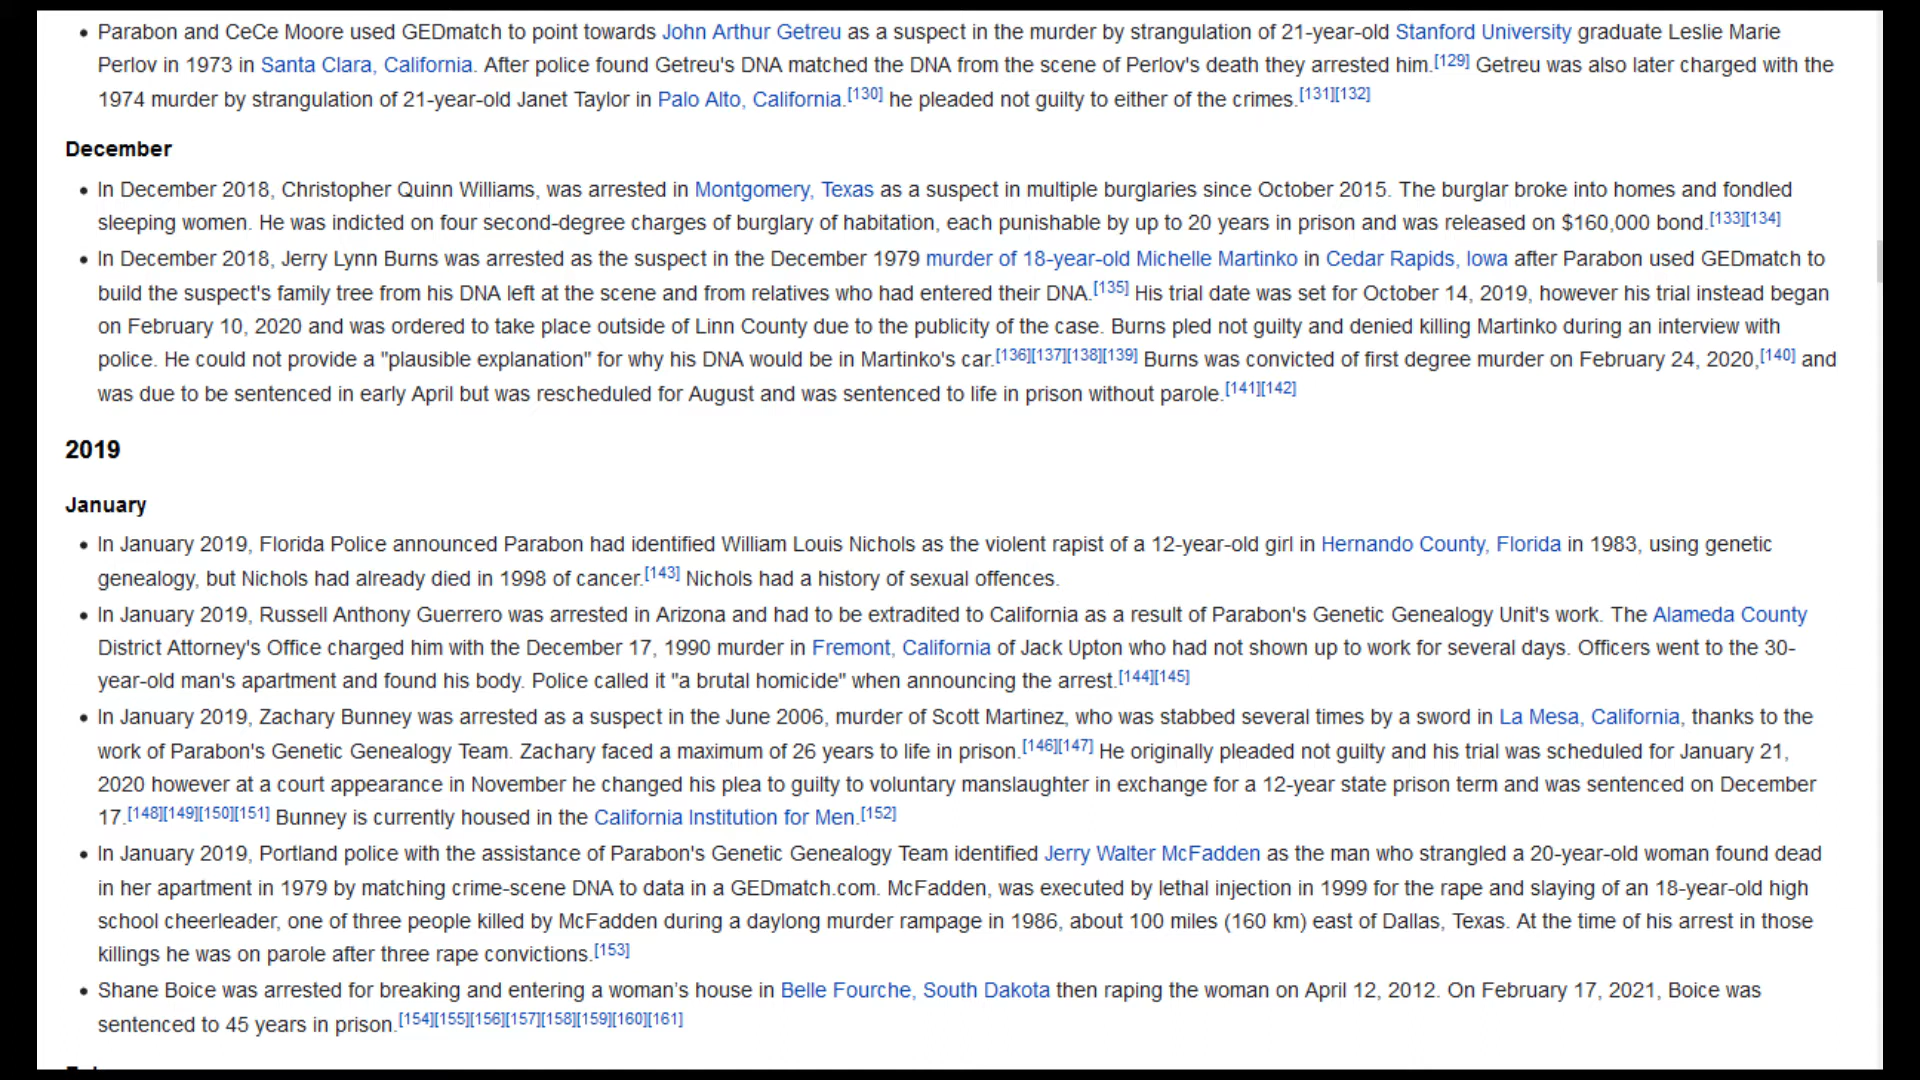 • Parabon and CeCe Moore used GEDmatch to point towards John Arthur Getreu as a suspect in the murder by strangulation of 21-year-old Stanford University graduate Leslie Marie
Perlov in 1973 in Santa Clara, California. After police found Getreu's DNA matched the DNA from the scene of Perlov's death they arrested him.[129] Getreu was also later charged with the
1974 murder by strangulation of 21-year-old Janet Taylor in Palo Alto, California.[130] he pleaded not guilty to either of the crimes.[131][132]
December
• In December 2018, Christopher Quinn Williams, was arrested in Montgomery, Texas as a suspect in multiple burglaries since October 2015. The burglar broke into homes and fondled
sleeping women. He was indicted on four second-degree charges of burglary of habitation, each punishable by up to 20 years in prison and was released on $160,000 bond.[133][134]
• In December 2018, Jerry Lynn Burns was arrested as the suspect in the December 1979 murder of 18-year-old Michelle Martinko in Cedar Rapids, Iowa after Parabon used GEDmatch to
build the suspect's family tree from his DNA left at the scene and from relatives who had entered their DNA.[135] His trial date was set for October 14, 2019, however his trial instead began
on February 10, 2020 and was ordered to take place outside of Linn County due to the publicity of the case. Burns pled not guilty and denied killing Martinko during an interview with
police. He could not provide a "plausible explanation" for why his DNA would be in Martinko's car.[136][137][138][139] Burns was convicted of first degree murder on February 24, 2020,[140] and
was due to be sentenced in early April but was rescheduled for August and was sentenced to life in prison without parole.[141][142]
2019
January
• In January 2019, Florida Police announced Parabon had identified William Louis Nichols as the violent rapist of a 12-year-old girl in Hernando County, Florida in 1983, using genetic
genealogy, but Nichols had already died in 1998 of cancer.[143] Nichols had a history of sexual offences.
• In January 2019, Russell Anthony Guerrero was arrested in Arizona and had to be extradited to California as a result of Parabon's Genetic Genealogy Unit's work. The Alameda County
District Attorney's Office charged him with the December 17, 1990 murder in Fremont, California of Jack Upton who had not shown up to work for several days. Officers went to the 30-
year-old man's apartment and found his body. Police called it "a brutal homicide" when announcing the arrest.[144][145]
• In January 2019, Zachary Bunney was arrested as a suspect in the June 2006, murder of Scott Martinez, who was stabbed several times by a sword in La Mesa, California, thanks to the
work of Parabon's Genetic Genealogy Team. Zachary faced a maximum of 26 years to life in prison.[146][147] He originally pleaded not guilty and his trial was scheduled for January 21,
2020 however at a court appearance in November he changed his plea to guilty to voluntary manslaughter in exchange for a 12-year state prison term and was sentenced on December
17.[148][149][150][151] Bunney is currently housed in the California Institution for Men.[152]
• In January 2019, Portland police with the assistance of Parabon's Genetic Genealogy Team identified Jerry Walter McFadden as the man who strangled a 20-year-old woman found dead
in her apartment in 1979 by matching crime-scene DNA to data in a GEDmatch.com. McFadden, was executed by lethal injection in 1999 for the rape and slaying of an 18-year-old high
school cheerleader, one of three people killed by McFadden during a daylong murder rampage in 1986, about 100 miles (160 km) east of Dallas, Texas. At the time of his arrest in those
killings he was on parole after three rape convictions.[153]
• Shane Boice was arrested for breaking and entering a woman's house in Belle Fourche, South Dakota then raping the woman on April 12, 2012. On February 17, 2021, Boice was
sentenced to 45 years in prison.[154][155][156][157][158][159][160][161]